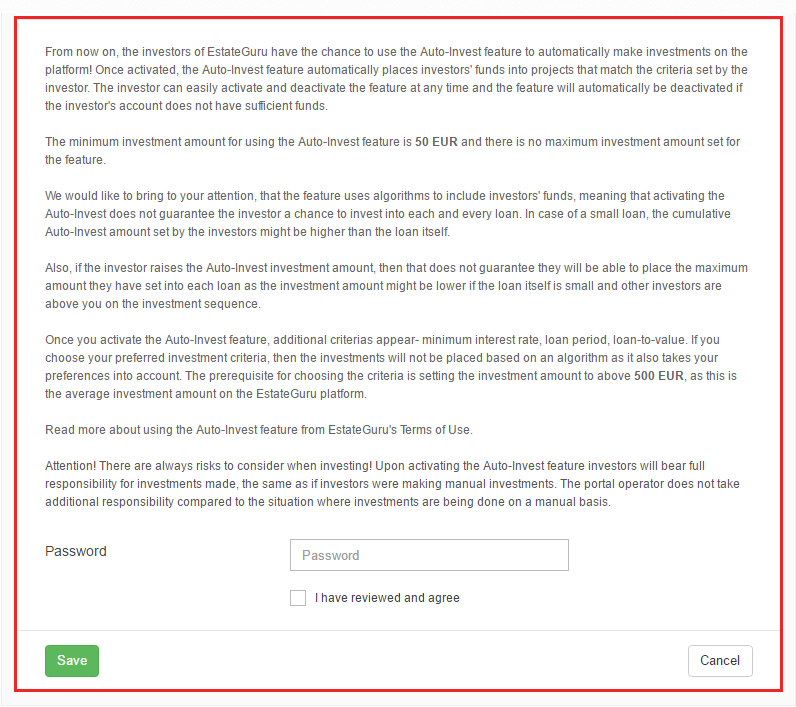 From now on, the investors of EstateGuru have the chance to use the Auto-Invest feature to automatically make investments on the
platform! Once activated, the Auto-Invest feature automatically places investors' funds into projects that match the criteria set by the
investor. The investor can easily activate and deactivate the feature at any time and the feature will automatically be deactivated if
the investor's account does not have sufficient funds.
The minimum investment amount for using the Auto-Invest feature is 50 EUR and there is no maximum investment amount set for
the feature.
We would like to bring to your attention, that the feature uses algorithms to include investors' funds, meaning that activating the
Auto-Invest does not guarantee the investor a chance to invest into each and every loan. In case of a small loan, the cumulative
Auto-Invest amount set by the investors might be higher than the loan itself.
Also, if the investor raises the Auto-Invest investment amount, then that does not guarantee they will be able to place the maximum
amount they have set into each loan as the investment amount might be lower if the loan itself is small and other investors are
above you on the investment sequence.
Once you activate the Auto-Invest feature, additional criterias appear- minimum interest rate, loan period, loan-to-value. If you
choose your preferred investment criteria, then the investments will not be placed based on an algorithm as it also takes your
preferences into account. The prerequisite for choosing the criteria is setting the investment amount to above 500 EUR, as this is
the average investment amount on the EstateGuru platform.
Read more about using the Auto-Invest feature from EstateGuru's Terms of Use.
Attention! There are always risks to consider when investing! Upon activating the Auto-Invest feature investors will bear full
responsibility for investments made, the same as if investors were making manual investments. The portal operator does not take
additional responsibility compared to the situation where investments are being done on a manual basis.
Password
Password
I have reviewed and agree
Save
Cancel